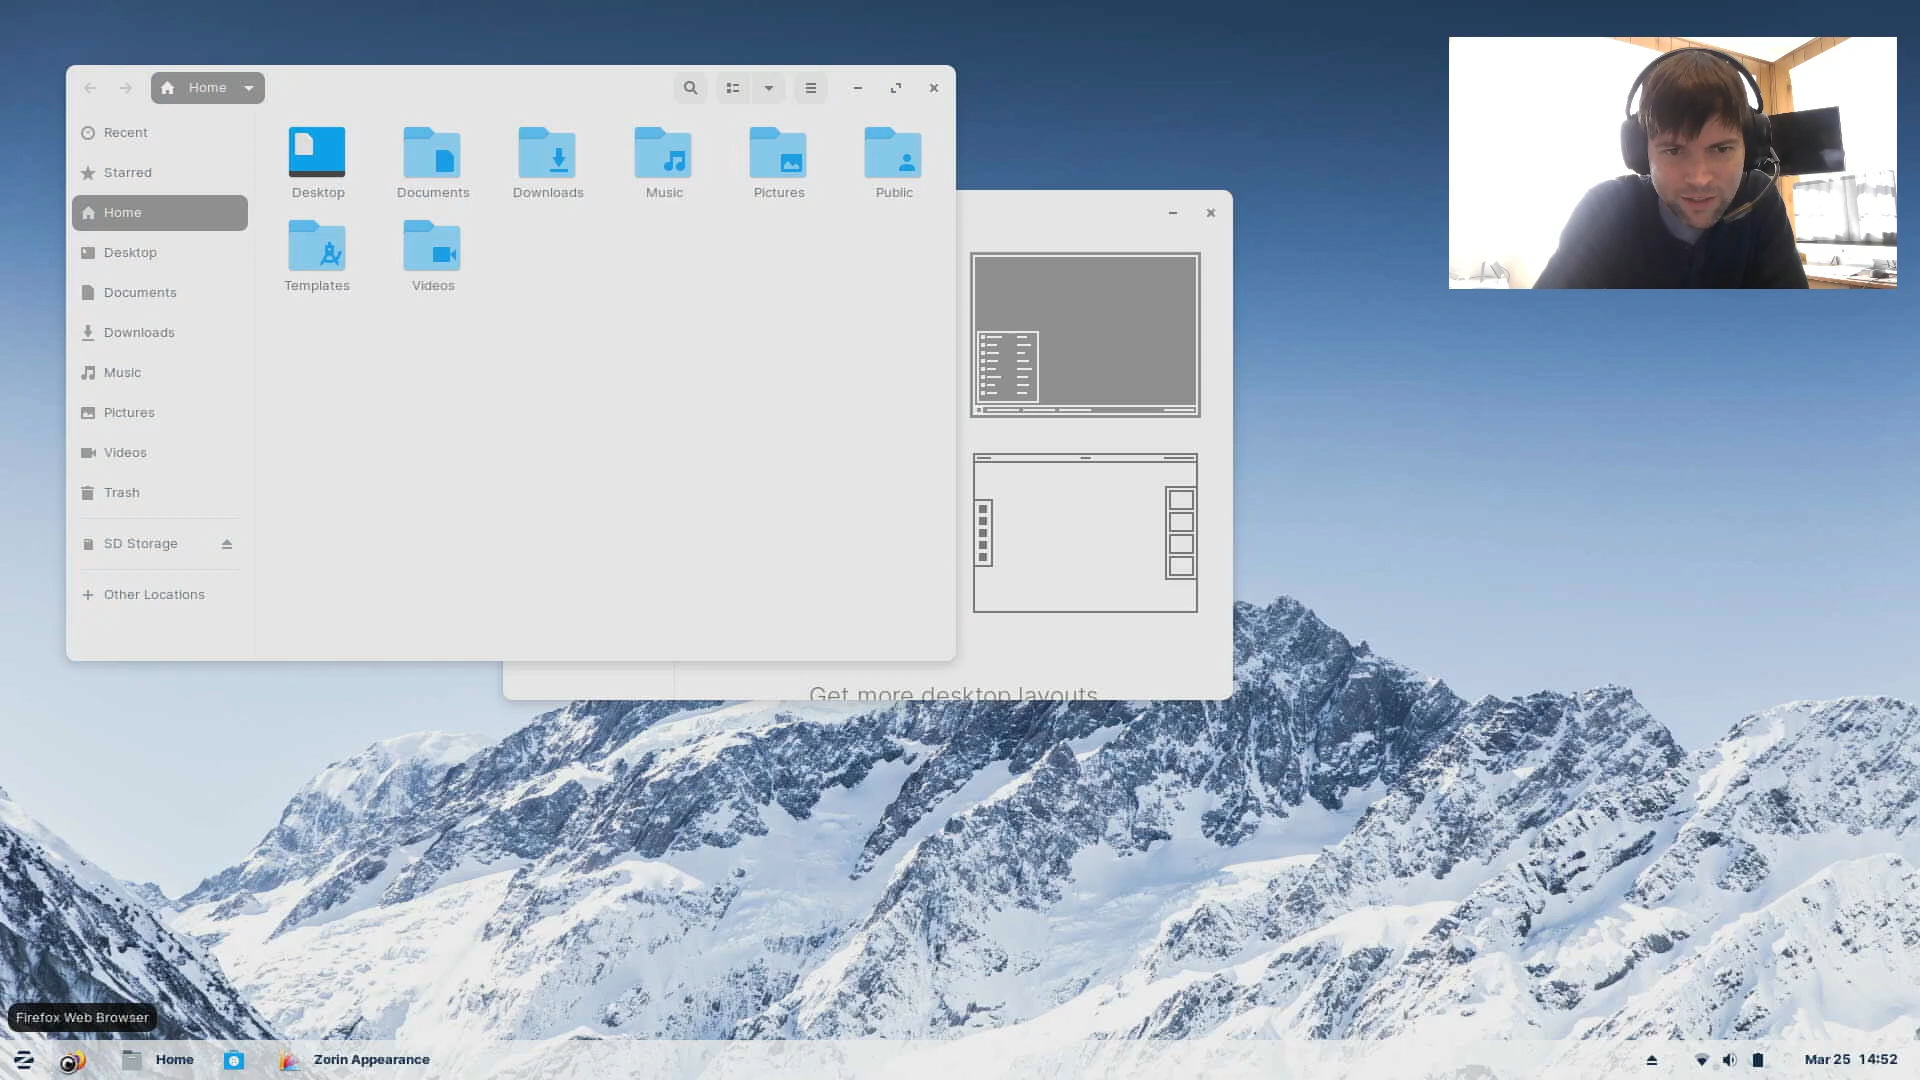 Home
Recent
Starred
Home
Desktop
Documents
Downloads
Music
Pictures
Videos
Trash
SD Storage
Other Locations
Desktop
Documents
Downloads
Music
Pictures
Public
Templates
Videos
Get more desktop layouts
Firefox Web Browser
Home
Zorin Appearance
Mar 25 14:52